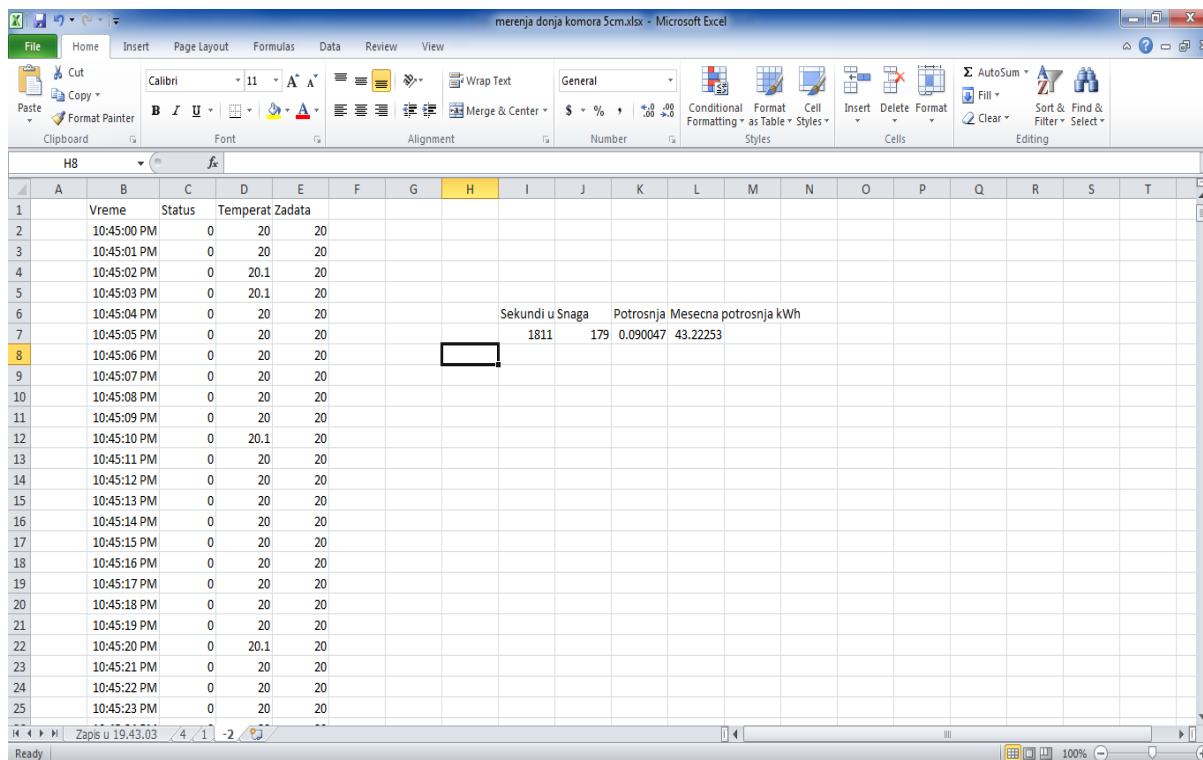 merenja donja komora 5cm.xlsx - Microsoft Excel
File Home Insert Page Layout Formulas Data Review View
Paste Cut Copy Format Painter Clipboard
Calibri 11 B I U Font
Wrap Text Merge & Center Alignment
General $ % , Number
Conditional Formatting Format as Table Cell Styles Styles
Insert Delete Format Cells
Σ AutoSum Fill Clear Sort & Filter Find & Select Editing
H8 fx
A B C D E F G H I J K L M N O P Q R S T
1 Vreme Status Temperat Zadata
2 10:45:00 PM 0 20 20
3 10:45:01 PM 0 20 20
4 10:45:02 PM 0 20.1 20
5 10:45:03 PM 0 20.1 20
6 10:45:04 PM 0 20 20 Sekundi u Snaga Potrosnja Mesecna potrosnja kWh
7 10:45:05 PM 0 20 20 1811 179 0.090047 43.22253
8 10:45:06 PM 0 20 20
9 10:45:07 PM 0 20 20
10 10:45:08 PM 0 20 20
11 10:45:09 PM 0 20 20
12 10:45:10 PM 0 20.1 20
13 10:45:11 PM 0 20 20
14 10:45:12 PM 0 20 20
15 10:45:13 PM 0 20 20
16 10:45:14 PM 0 20 20
17 10:45:15 PM 0 20 20
18 10:45:16 PM 0 20 20
19 10:45:17 PM 0 20 20
20 10:45:18 PM 0 20 20
21 10:45:19 PM 0 20 20
22 10:45:20 PM 0 20.1 20
23 10:45:21 PM 0 20 20
24 10:45:22 PM 0 20 20
25 10:45:23 PM 0 20 20
Zapis u 19.43.03 4 1 -2
Ready 100%